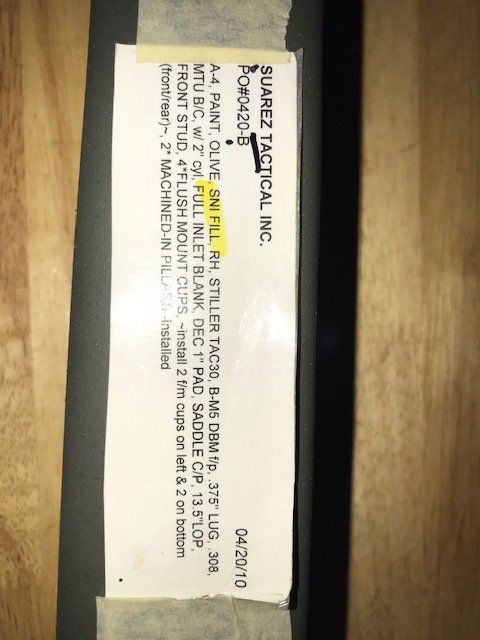 SUAREZ TACTICAL INC.
PO#0420-B 04/20/10
A-4, PAINT, OLIVE, SNI FILL, RH, STILLER TAC30, B-M5 DBM f/p, .375" LUG, .308,
MTU B/C, w/ 2" cyl, FULL INLET BLANK, DEC 1" PAD, SADDLE C/P, 13.5"LOP,
FRONT STUD, 4*FLUSH MOUNT CUPS, ~install 2 f/m cups on left & 2 on bottom
(front/rear)~, 2* MACHINED-IN PILLARS -installed